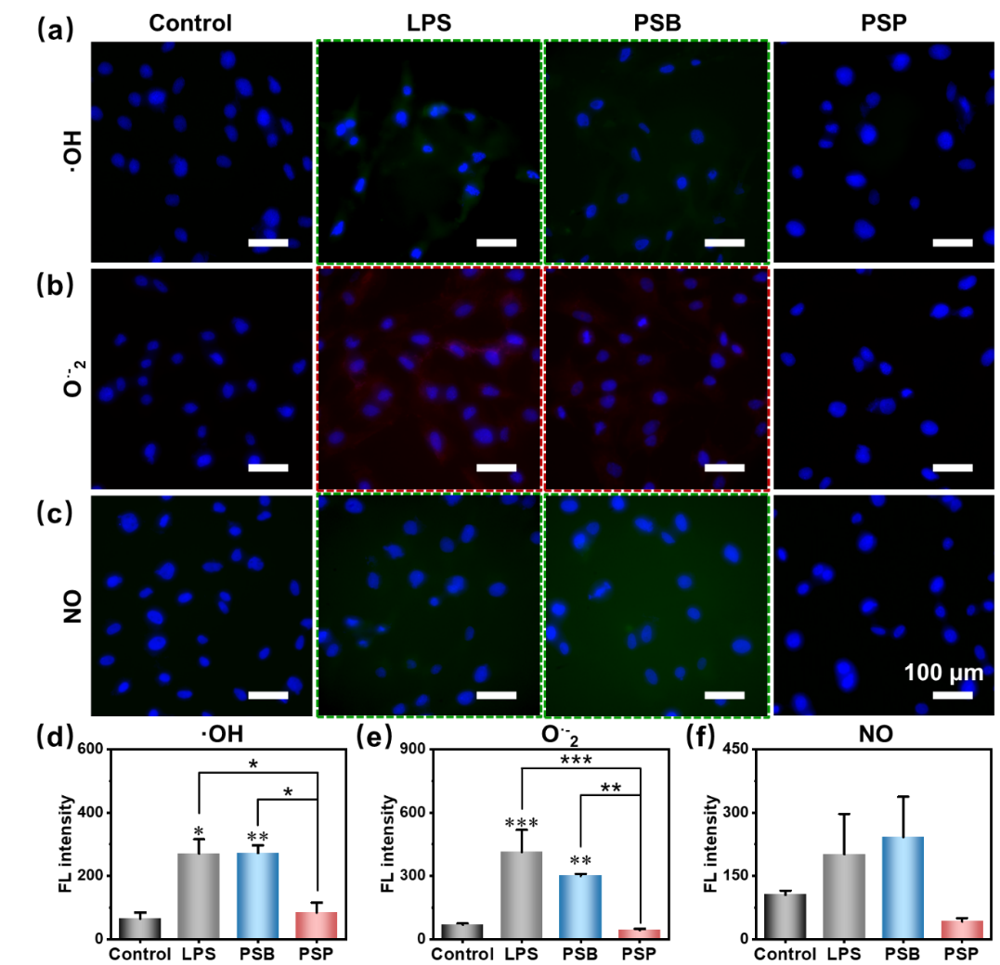 (a) Control LPS PSB PSP
·OH
(b)
O·-2
(c)
NO
100 μm
(d) ·OH (e) O·-2 (f) NO
FL intensity
600
400
200
0
*
*
*
**
Control LPS PSB PSP
FL intensity
900
600
300
0
***
**
***
**
Control LPS PSB PSP
FL intensity
450
300
150
0
Control LPS PSB PSP